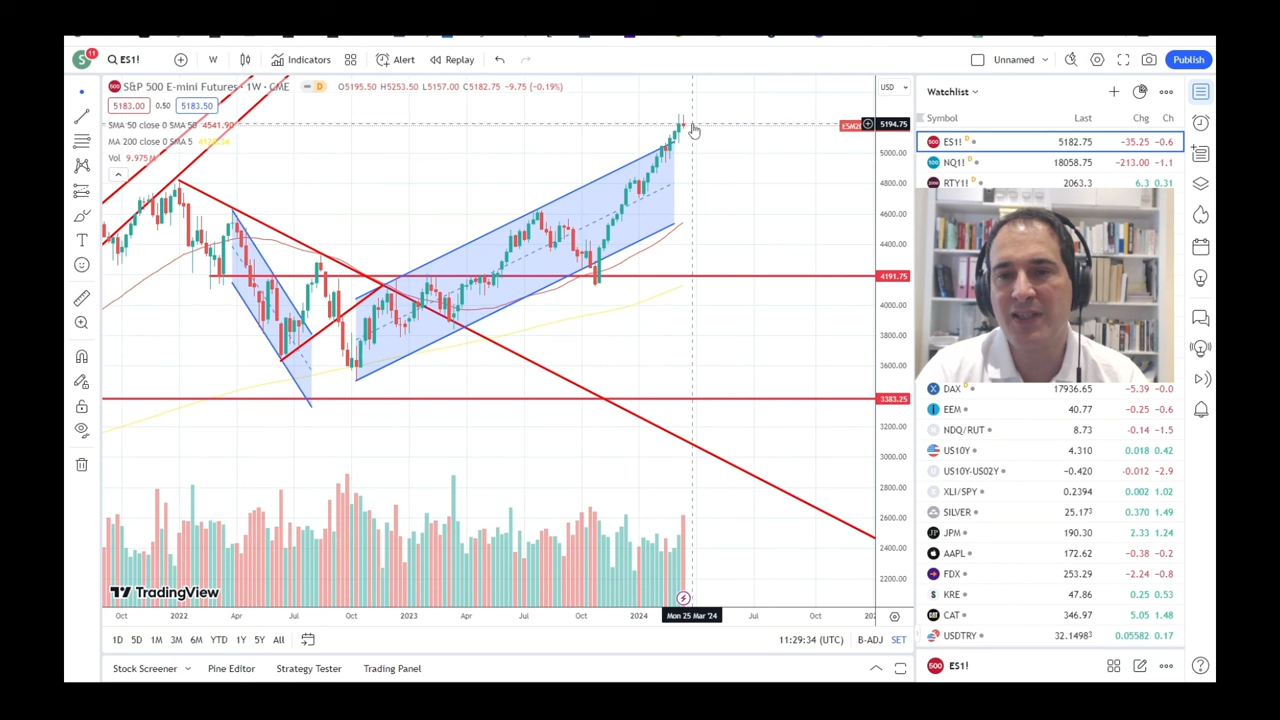 S
11
ES1!
W
Indicators
Alert
Replay
Unnamed
Publish
S&P 500 E-mini Futures · 1W · CME
D
O5195.50 H5253.50 L5157.00 C5182.75 -9.75 (-0.19%)
5183.00
0.50
5183.50
SMA 50 close 0 SMA 50
4541.90
MA 200 close 0 SMA 5
Vol 9.975M
USD
5194.75
5000.00
4800.00
4600.00
4400.00
4191.75
4000.00
3800.00
3600.00
3383.25
3200.00
3000.00
2800.00
2600.00
2400.00
2200.00
TradingView
Oct
2022
Apr
Jul
Oct
2023
Apr
Jul
Oct
2024
Mon 25 Mar '24
Jul
Oct
1D 5D 1M 3M 6M YTD 1Y 5Y All
11:29:34 (UTC)
B-ADJ
SET
Stock Screener
Pine Editor
Strategy Tester
Trading Panel
Watchlist
Symbol Last Chg Ch
ES1! D 5182.75 −35.25 −0.6
NQ1! D 18058.75 −213.00 −1.1
RTY1! D 2063.3 6.3 0.31
DAX D 17936.65 −5.39 −0.0
EEM 40.77 −0.25 −0.6
NDQ/RUT 8.73 −0.14 −1.5
US10Y 4.310 0.018 0.42
US10Y-US02Y −0.420 −0.012 −2.9
XLI/SPY 0.2394 0.002 1.02
SILVER 25.173 0.370 1.49
JPM 190.30 2.33 1.24
AAPL 172.62 −0.38 −0.2
FDX 253.29 −2.24 −0.8
KRE 47.86 0.25 0.53
CAT 346.97 5.05 1.48
USDTRY 32.14983 0.05582 0.17
ES1!